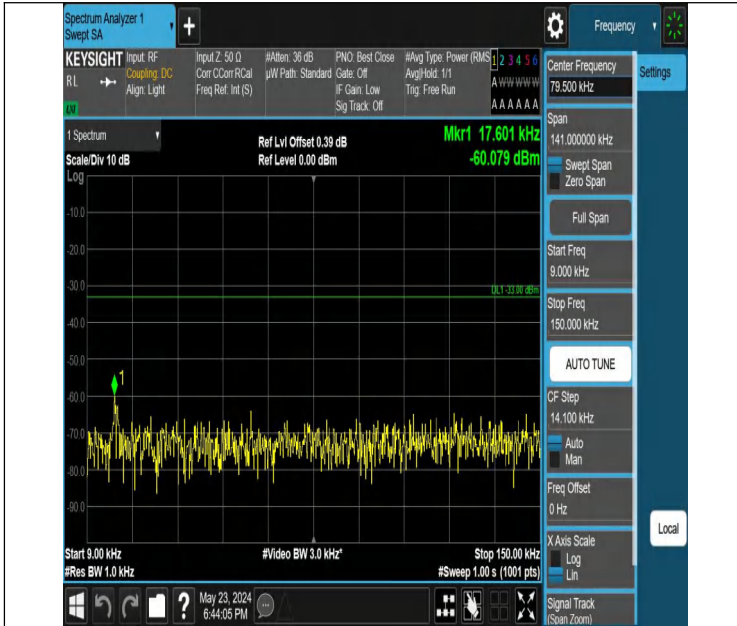 Spectrum Analyzer 1
Swept SA
+
Frequency
KEYSIGHT
RL
Input: RF
Coupling: DC
Align: Light
Input Z: 50 Ω
Corr CCorr RCal
Freq Ref: Int (S)
#Atten: 36 dB
µW Path: Standard
PNO: Best Close
Gate: Off
IF Gain: Low
Sig Track: Off
#Avg Type: Power (RMS
Avg|Hold: 1/1
Trig: Free Run
1 2 3 4 5 6
A W W W W W
A A A A A A
Center Frequency
79.500 kHz
Settings
Span
141.000000 kHz
Swept Span
Zero Span
Full Span
Start Freq
9.000 kHz
Stop Freq
150.000 kHz
AUTO TUNE
CF Step
14.100 kHz
Auto
Man
Freq Offset
0 Hz
X Axis Scale
Log
Lin
Signal Track
(Span Zoom)
Local
1 Spectrum
Scale/Div 10 dB
Log
Ref Lvl Offset 0.39 dB
Ref Level 0.00 dBm
Mkr1 17.601 kHz
-60.079 dBm
-10.0
-20.0
-30.0
DL1 -33.00 dBm
-40.0
-50.0
1
-60.0
-70.0
-80.0
-90.0
Start 9.00 kHz
#Video BW 3.0 kHz*
Stop 150.00 kHz
#Res BW 1.0 kHz
#Sweep 1.00 s (1001 pts)
?
May 23, 2024
6:44:05 PM